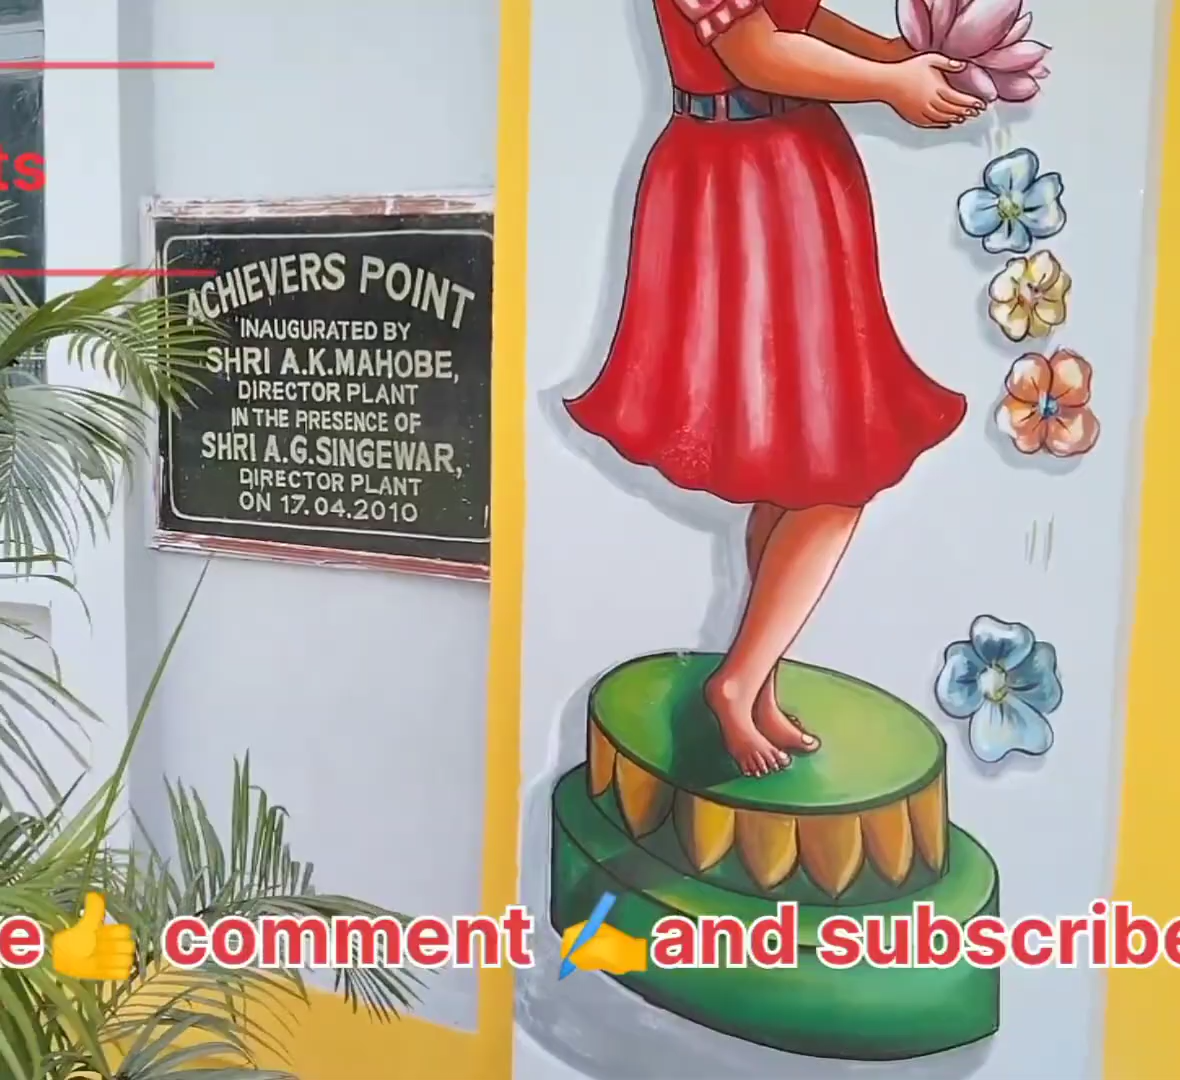 ts
ACHIEVERS POINT
INAUGURATED BY
SHRI A.K.MAHOBE,
DIRECTOR PLANT
IN THE PRESENCE OF
SHRI A.G.SINGEWAR,
DIRECTOR PLANT
ON 17.04.2010
e👍 comment ✍️and subscribe